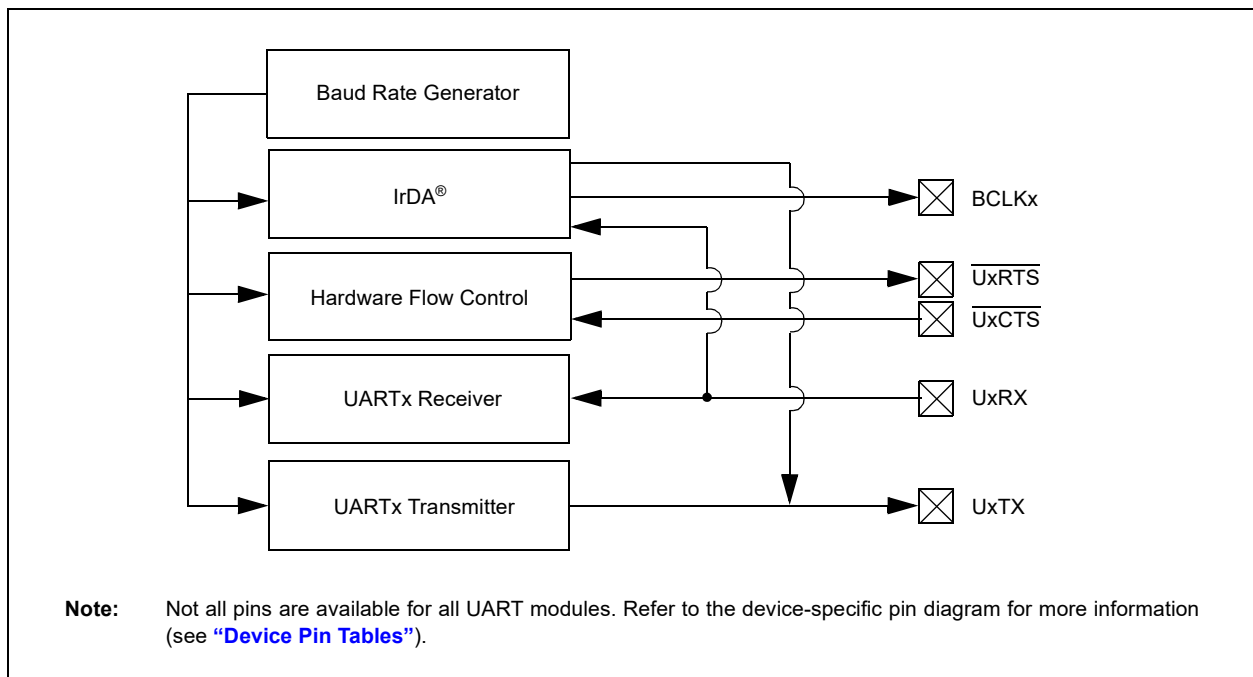 Baud Rate Generator
IrDA®
BCLKx
UxRTS
Hardware Flow Control
UxCTS
UARTx Receiver
UxRX
UARTx Transmitter
UxTX
Note: Not all pins are available for all UART modules. Refer to the device-specific pin diagram for more information
(see “Device Pin Tables”).